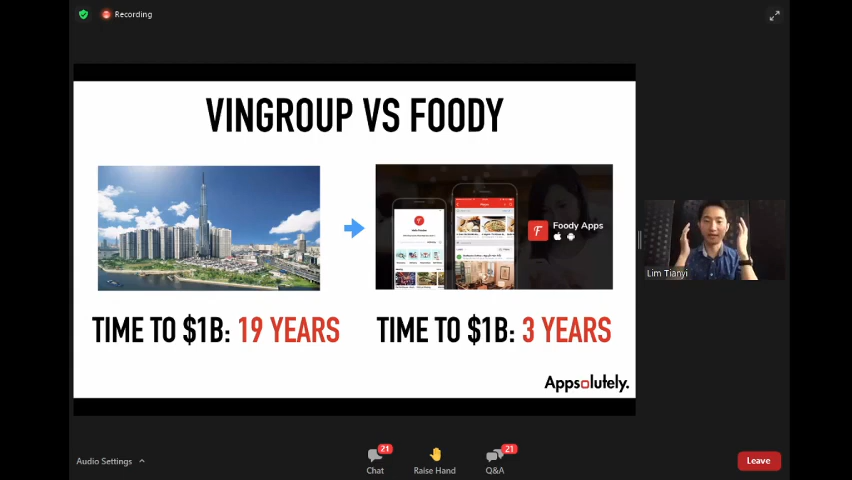 Recording
VINGROUP VS FOODY
Foody Apps
Lim Tianyi
TIME TO $1B: 19 YEARS
TIME TO $1B: 3 YEARS
Appsolutely.
Audio Settings
21
Chat
Raise Hand
21
Q&A
Leave